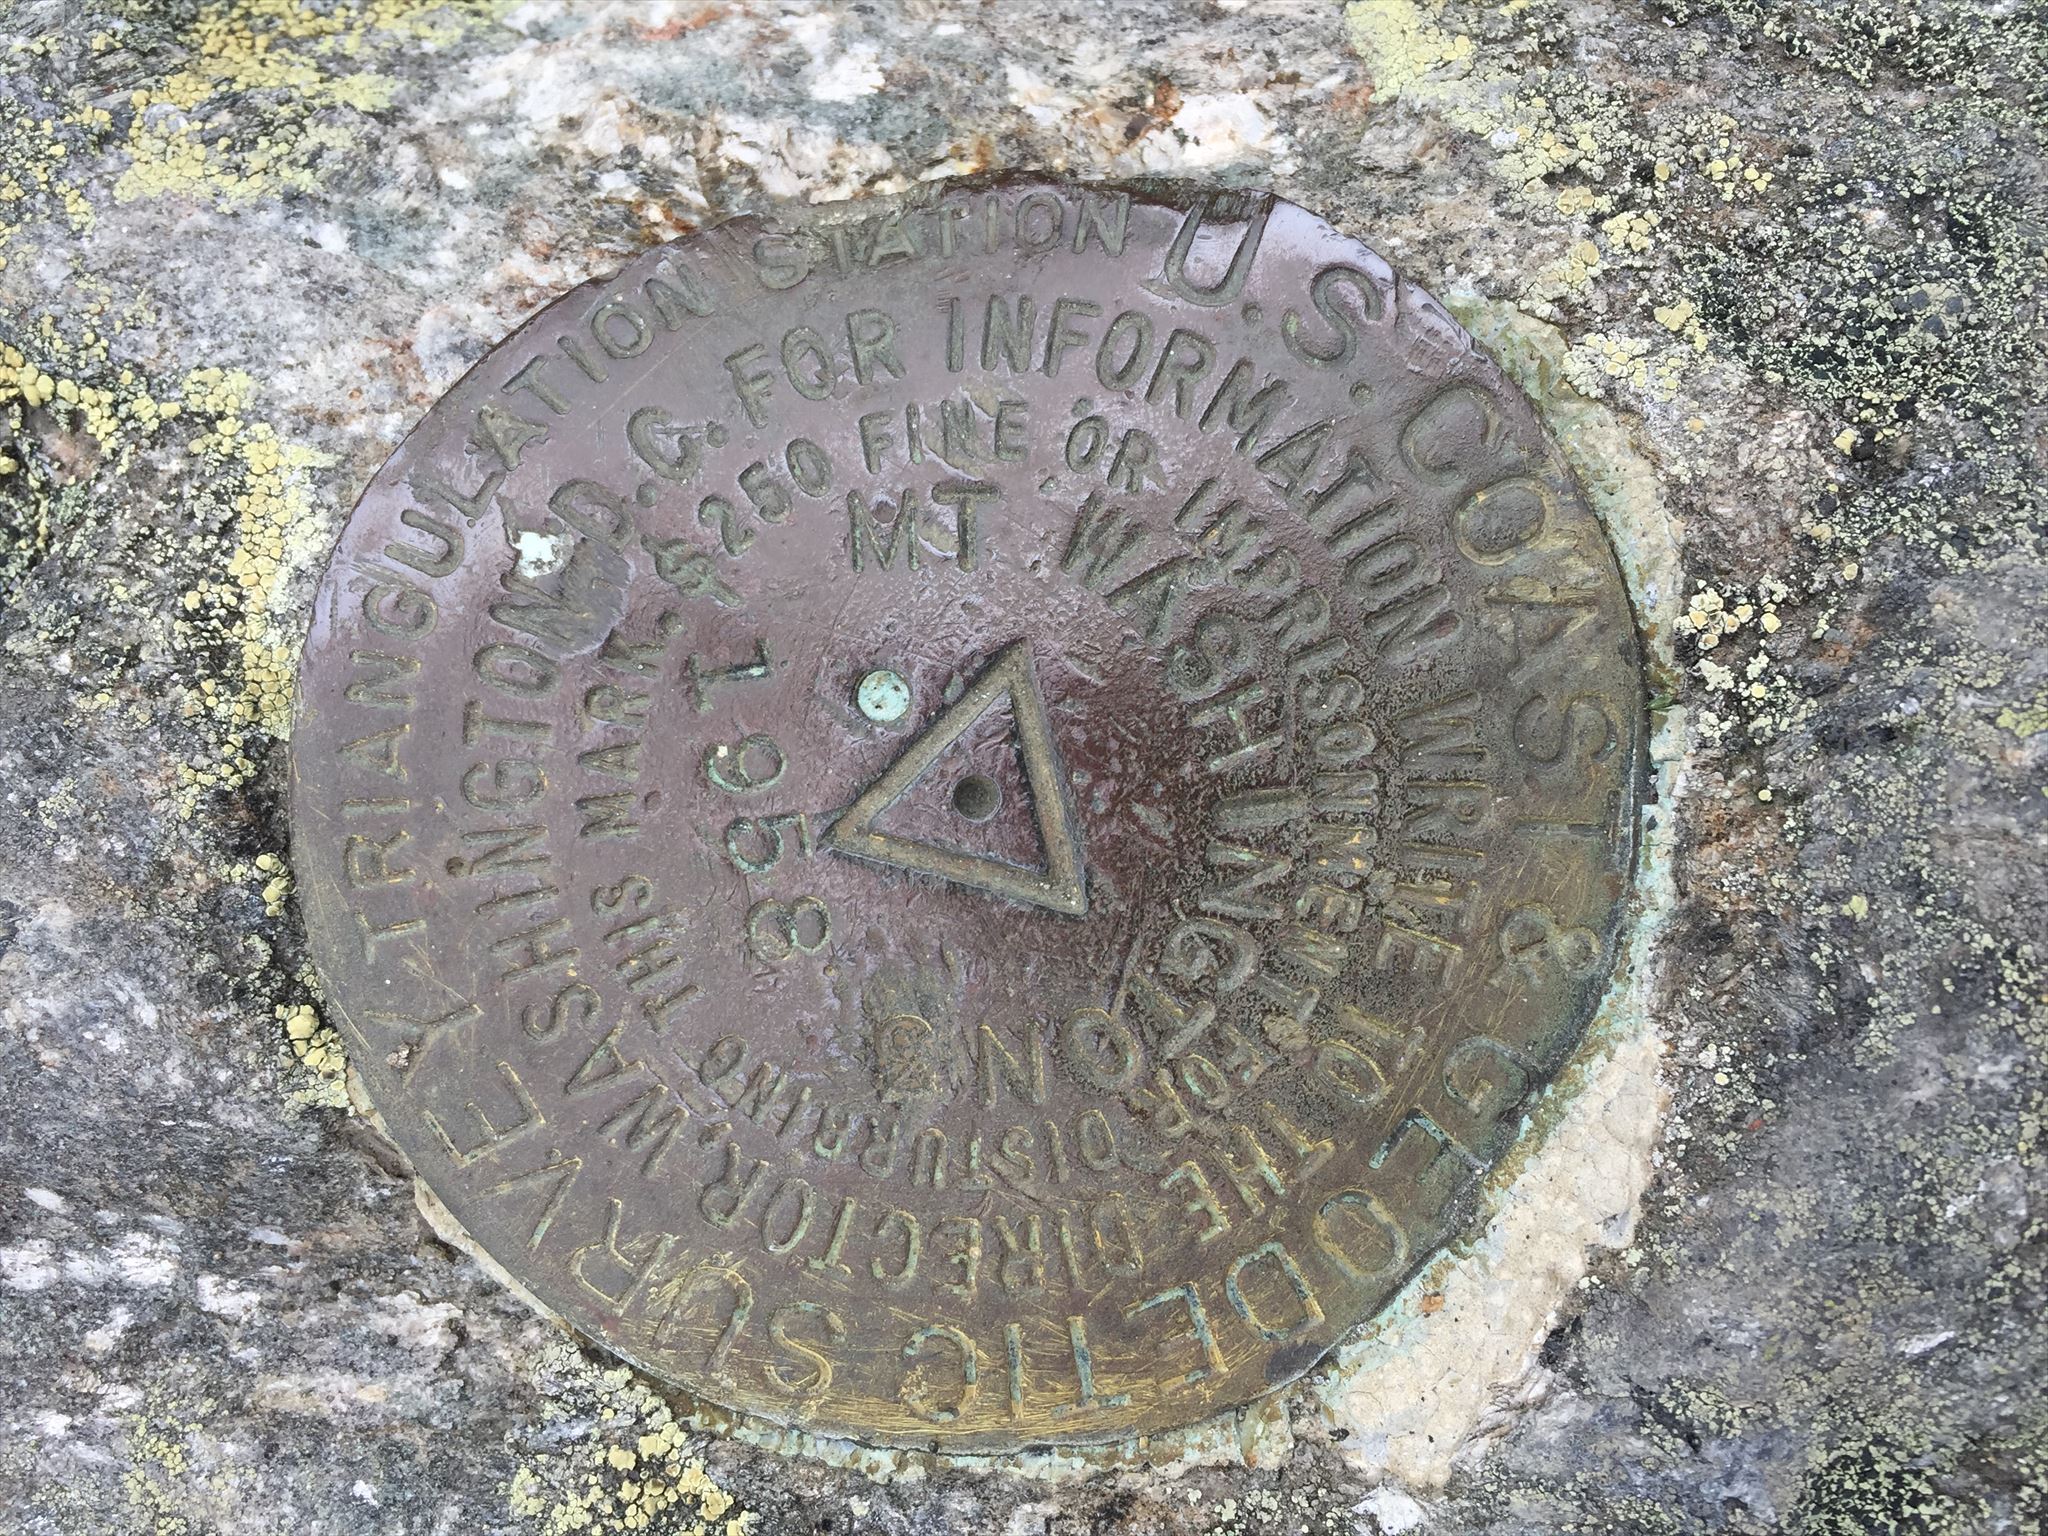 U. S. COAST & GEODETIC SURVEY
TRIANGULATION STATION
FOR INFORMATION WRITE TO THE DIRECTOR. WASHINGTON, D.C.
$250 FINE OR IMPRISONMENT FOR DISTURBING THIS MARK.
MT WASHINGTON
1958